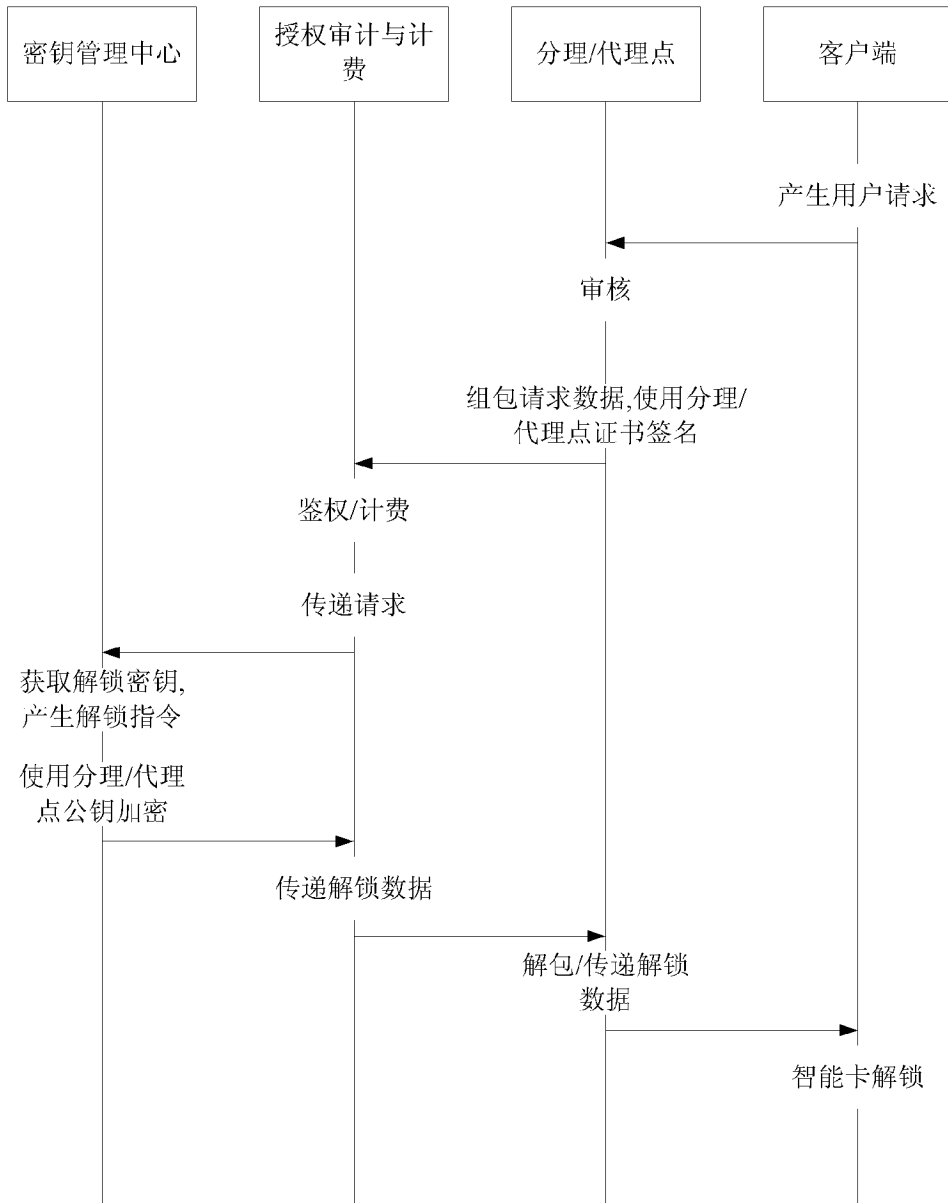 密钥管理中心
授权审计与计
费
分理/代理点
客户端
产生用户请求
审核
组包请求数据,使用分理/
代理点证书签名
鉴权/计费
传递请求
获取解锁密钥,
产生解锁指令
使用分理/代理
点公钥加密
传递解锁数据
解包/传递解锁
数据
智能卡解锁